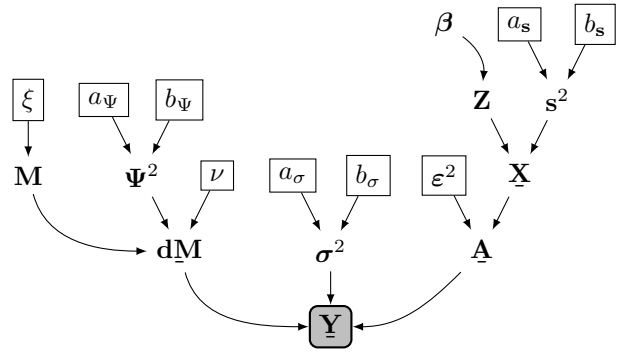 β a_s b_s
ξ a_Ψ b_Ψ Z s²
M Ψ² ν a_σ b_σ ε² X̲
dM̲ σ² A̲
Y̲